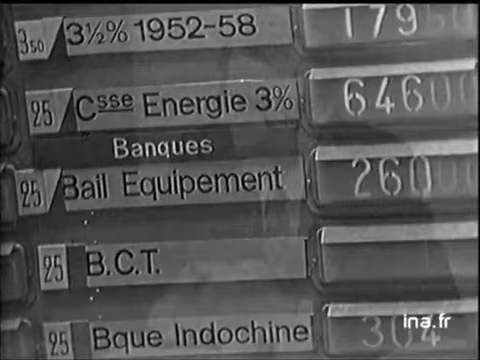 3,50 3½% 1952-58 179
25 Csse Energie 3% 646
Banques
25 Bail Equipement 260
25 B.C.T.
25 Bque Indochine 304
ina.fr